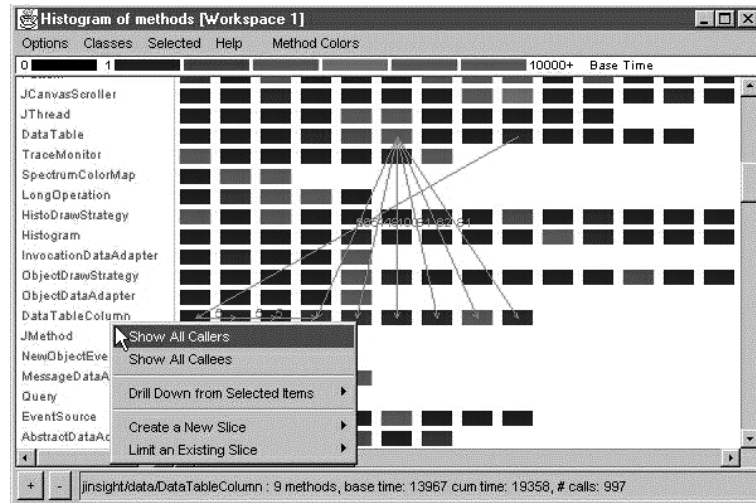 Histogram of methods [Workspace 1]
Options Classes Selected Help Method Colors
0 1 10000+ Base Time
JCanvasScroller
JThread
DataTable
TraceMonitor
SpectrumColorMap
LongOperation
HistoDrawStrategy
Histogram
InvocationDataAdapter
ObjectDrawStrategy
ObjectDataAdapter
DataTableColumn
JMethod
Show All Callers
NewObjectEve
Show All Callees
MessageDataA
Drill Down from Selected Items
Query
EventSource
Create a New Slice
AbstractDataAc
Limit an Existing Slice
+ - jinsight/data/DataTableColumn : 9 methods, base time: 13967 cum time: 19358, # calls: 997